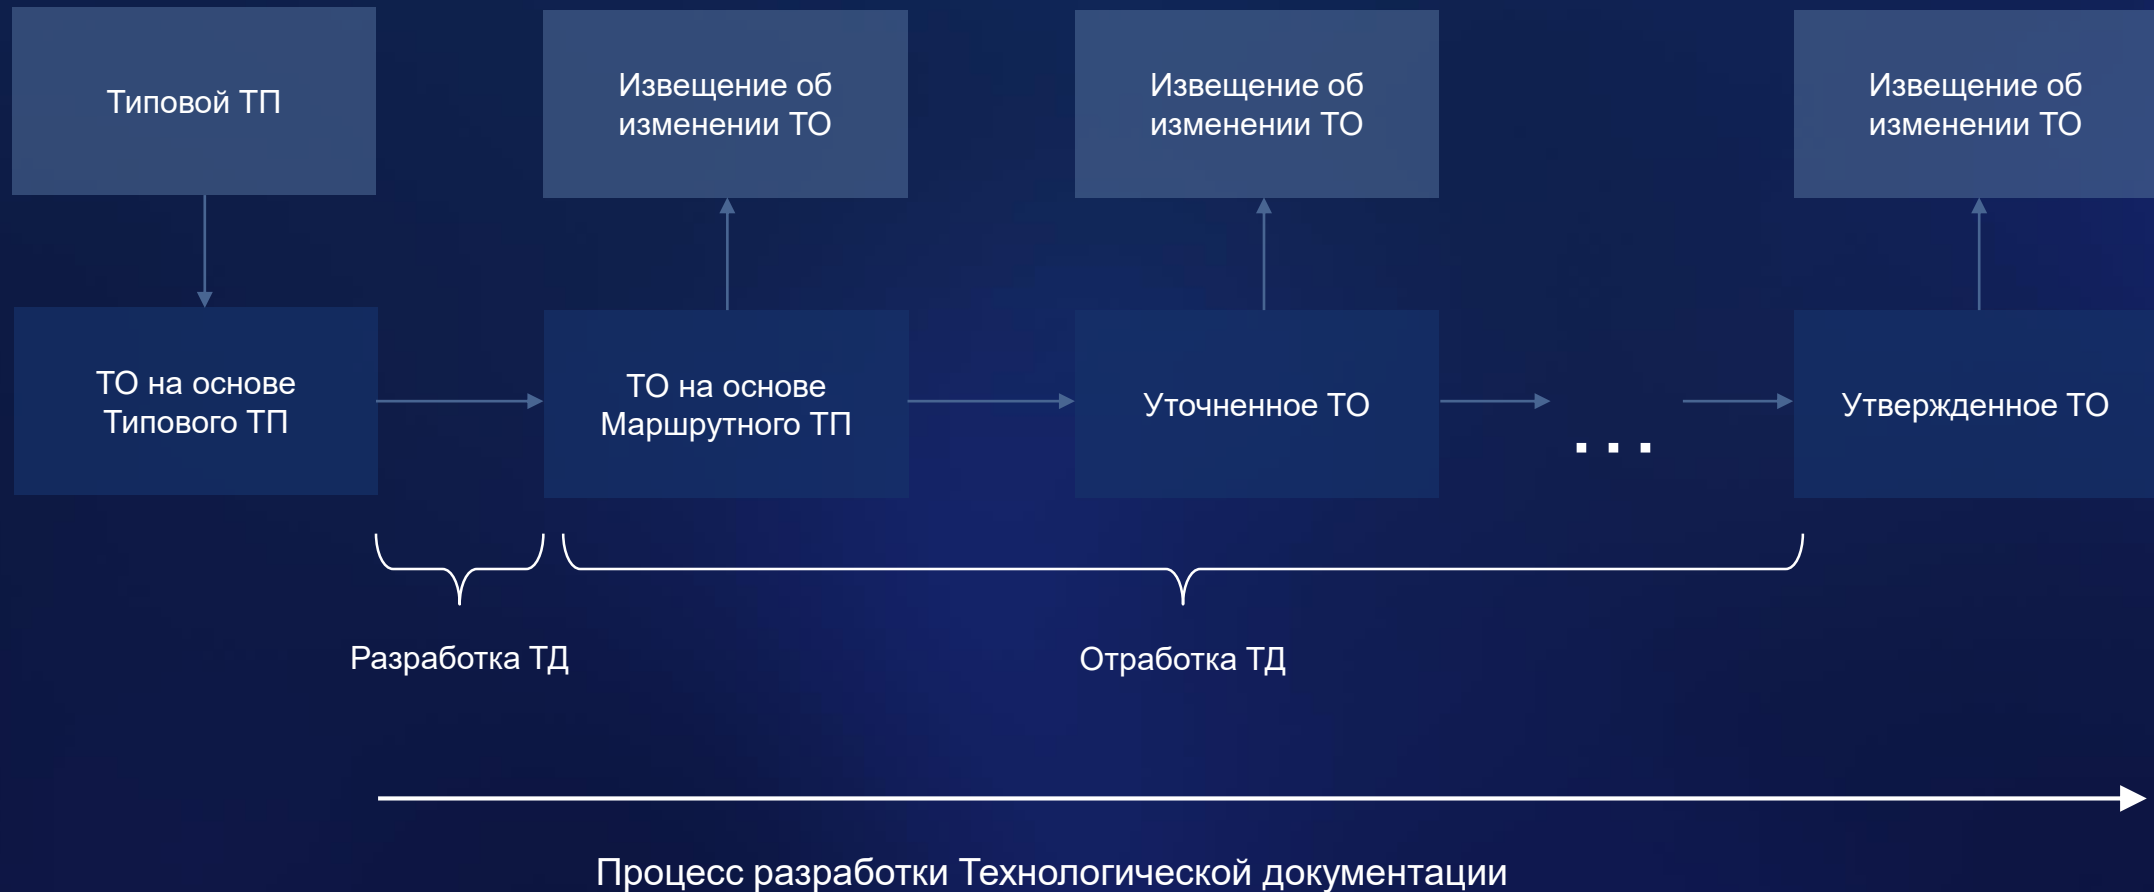 Типовой ТП
Извещение об
изменении ТО
Извещение об
изменении ТО
Извещение об
изменении ТО
ТО на основе
Типового ТП
ТО на основе
Маршрутного ТП
Уточненное ТО
...
Утвержденное ТО
Разработка ТД
Отработка ТД
Процесс разработки Технологической документации